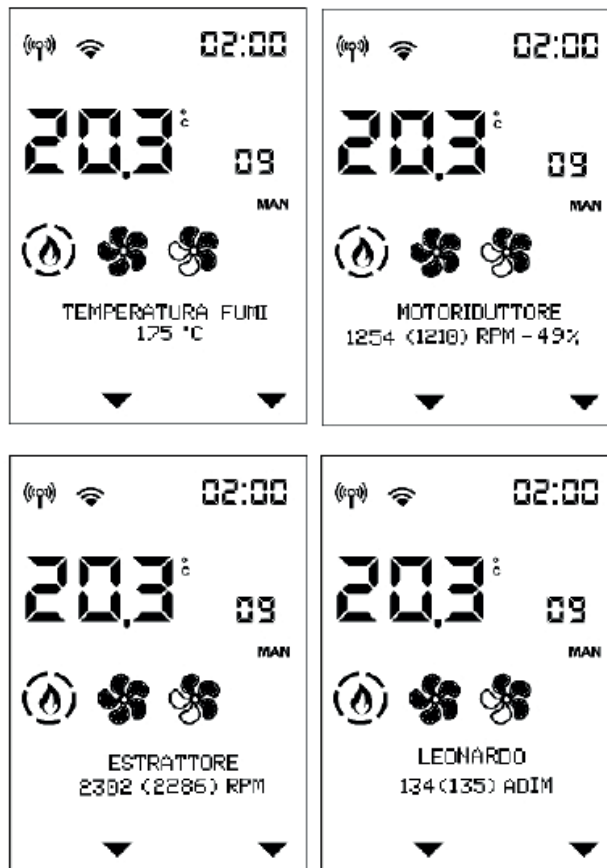 02:00
20.3 °C
09
MAN
TEMPERATURA FUMI
175 °C
02:00
20.3 °C
09
MAN
MOTORIDUTTORE
1254 (1210) RPM - 49%
02:00
20.3 °C
09
MAN
ESTRATTORE
2302 (2286) RPM
02:00
20.3 °C
09
MAN
LEONARDO
134(135) ADIM